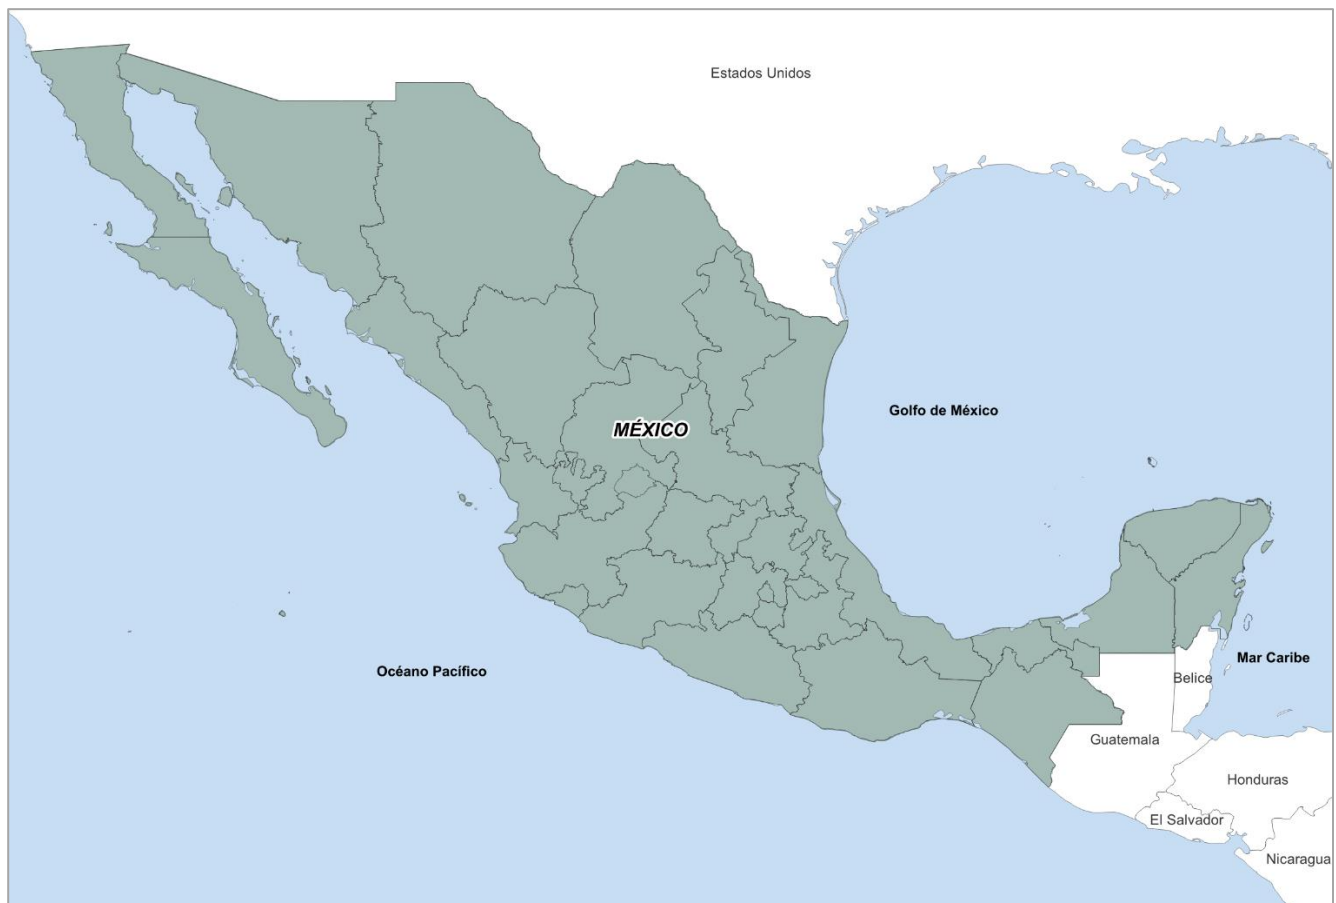 Estados Unidos
Golfo de México
MÉXICO
Mar Caribe
Océano Pacífico
Belice
Guatemala
Honduras
El Salvador
Nicaragua